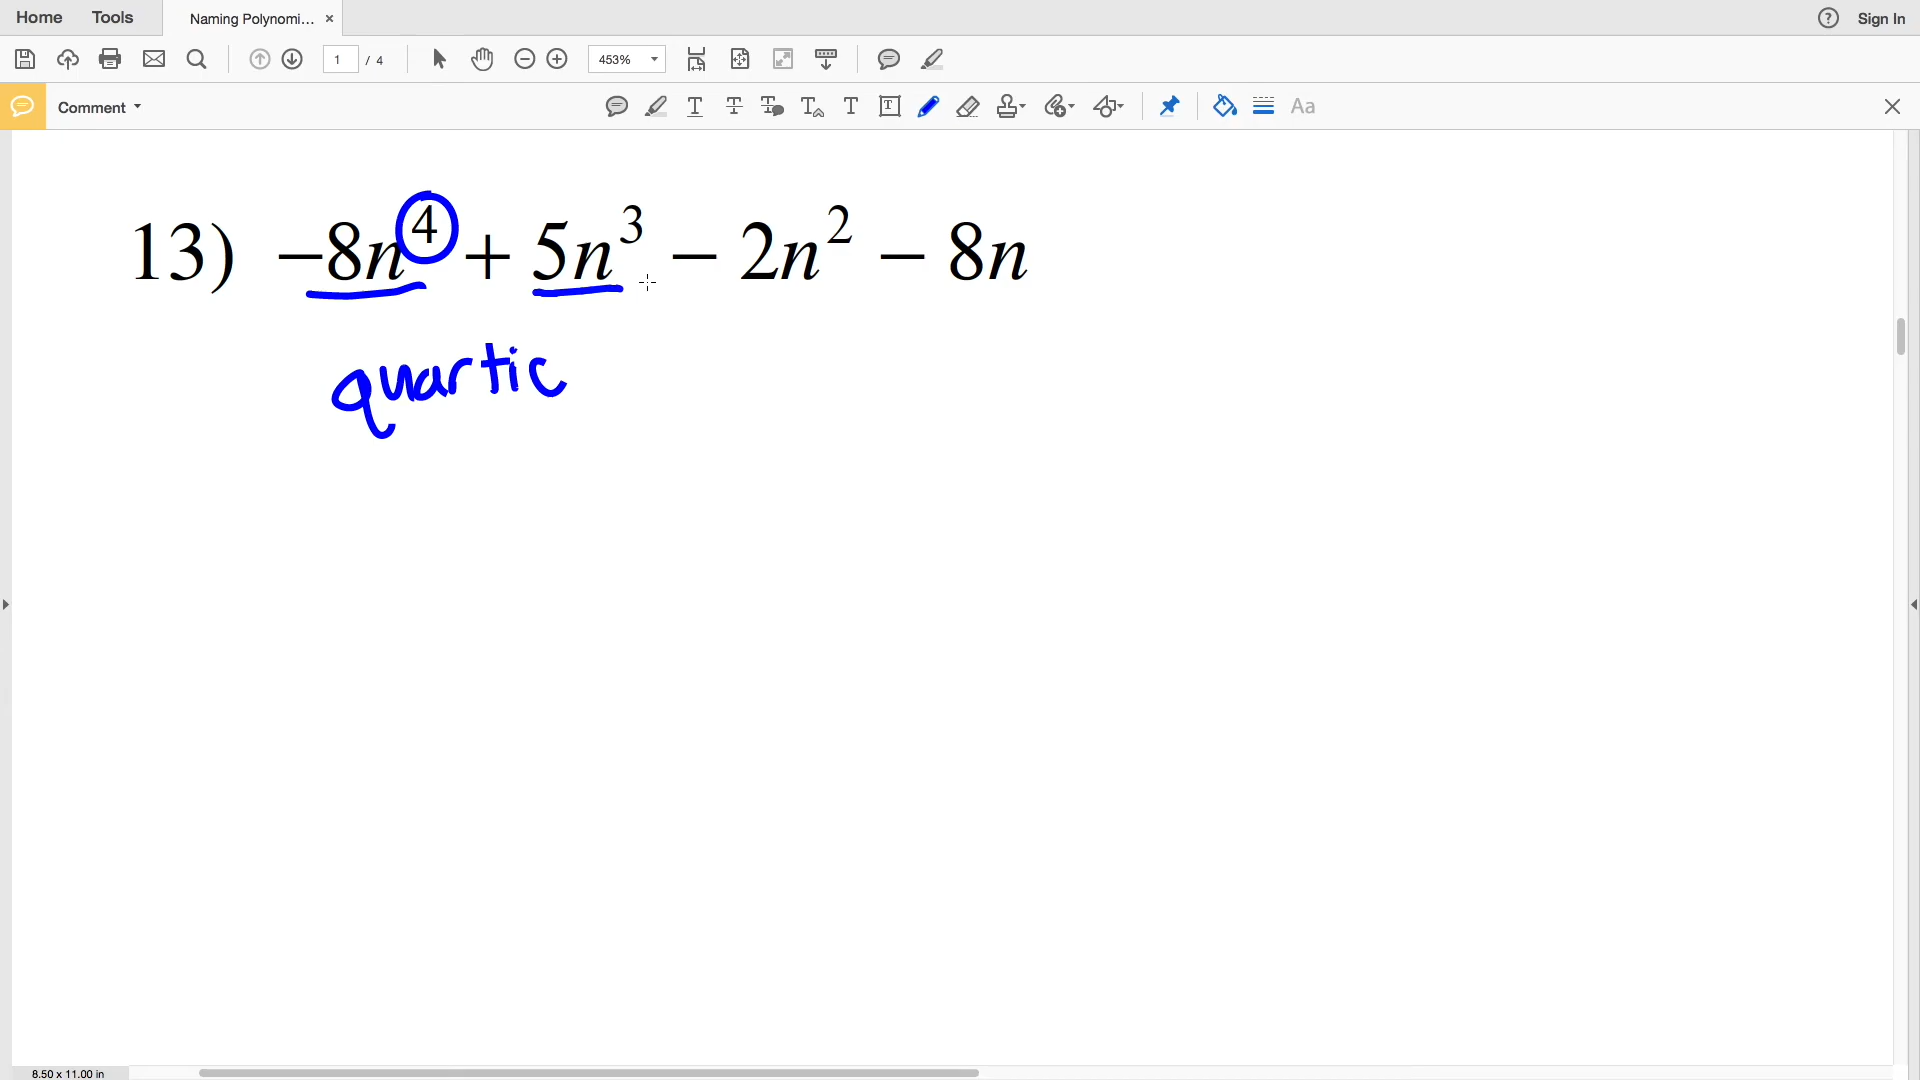 Home Tools Naming Polynomi... × ? Sign In
1 / 4 453%
Comment Aa
13) −8n⁴ + 5n³ − 2n² − 8n
quartic
8.50 x 11.00 in